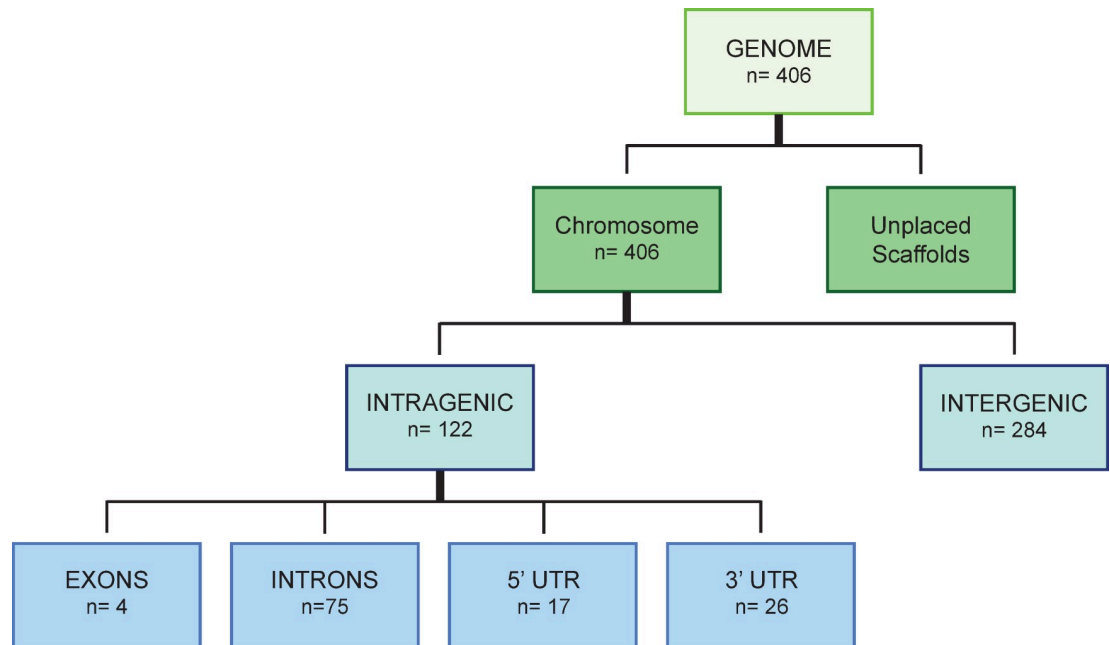 GENOME
n= 406
Chromosome
n= 406
Unplaced
Scaffolds
INTRAGENIC
n= 122
INTERGENIC
n= 284
EXONS
n= 4
INTRONS
n=75
5’ UTR
n= 17
3’ UTR
n= 26